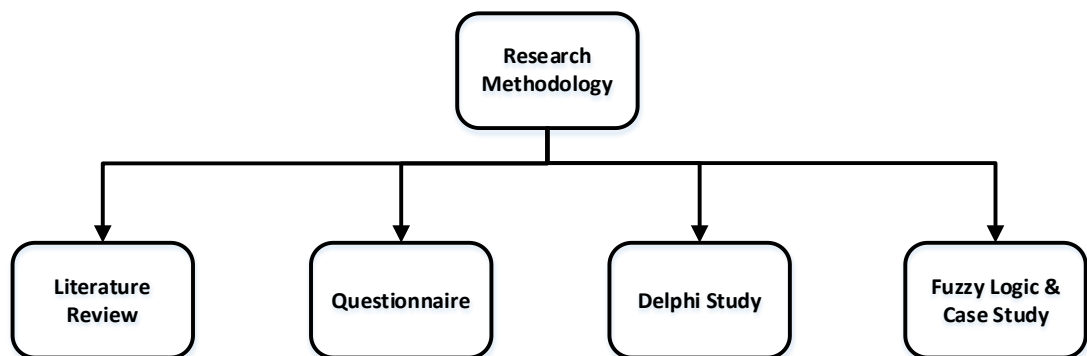 Research
Methodology
Literature
Review
Questionnaire
Delphi Study
Fuzzy Logic &
Case Study